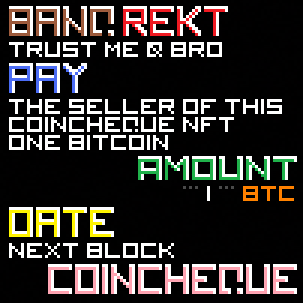 BANQ REKT
TRUST ME Q BRO
PAY
THE SELLER OF THIS
COINCHEQUE NFT
ONE BITCOIN
AMOUNT
··· 1 ··· BTC
DATE
NEXT BLOCK
COINCHEQUE